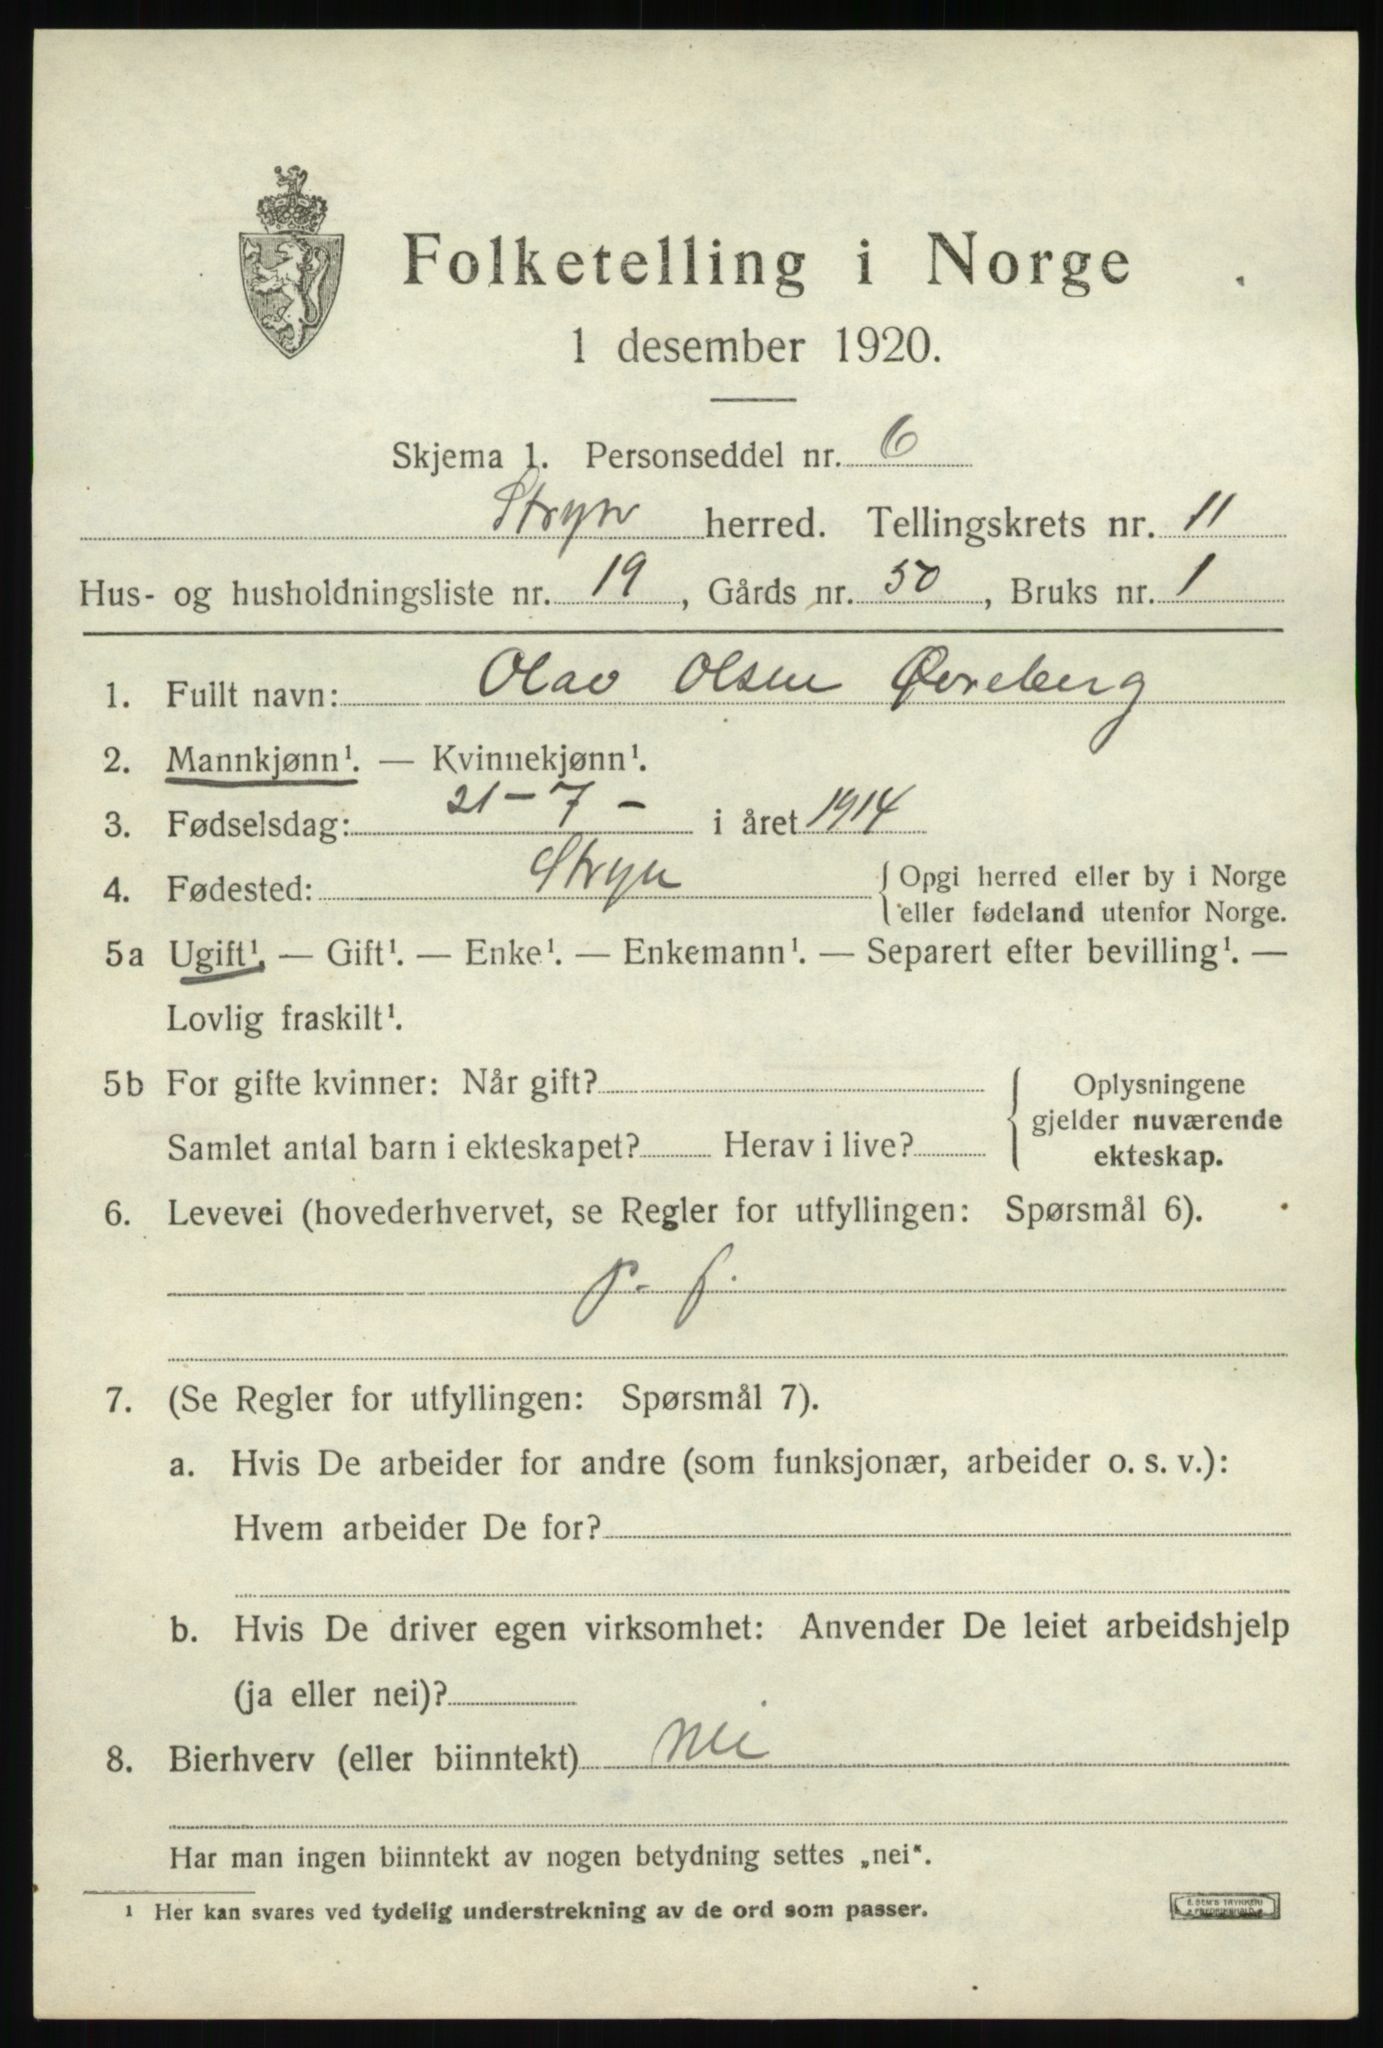 Folketelling i Norge
1 desember 1920.
Skjema 1. Personseddel nr. 6
Stryn herred. Tellingskrets nr. 11
Hus- og husholdningsliste nr. 19, Gårds nr. 50, Bruks nr. 1
1. Fullt navn: Olav Olsen Øvreberg
2. Mannkjønn¹. — Kvinnekjønn¹.
3. Fødselsdag: 21-7- i året 1914
4. Fødested: Stryn { Opgi herred eller by i Norge
eller fødeland utenfor Norge.
5a Ugift¹. — Gift¹. — Enke¹. — Enkemann¹. — Separert efter bevilling¹. —
Lovlig fraskilt¹.
5b For gifte kvinner: Når gift? { Oplysningene
gjelder nuværende
Samlet antal barn i ekteskapet? Herav i live? ekteskap.
6. Levevei (hovederhvervet, se Regler for utfyllingen: Spørsmål 6).
p. f.
7. (Se Regler for utfyllingen: Spørsmål 7).
a. Hvis De arbeider for andre (som funksjonær, arbeider o. s. v.):
Hvem arbeider De for?
b. Hvis De driver egen virksomhet: Anvender De leiet arbeidshjelp
(ja eller nei)?
8. Bierhverv (eller biinntekt) Nei
Har man ingen biinntekt av nogen betydning settes „nei".
¹ Her kan svares ved tydelig understrekning av de ord som passer.